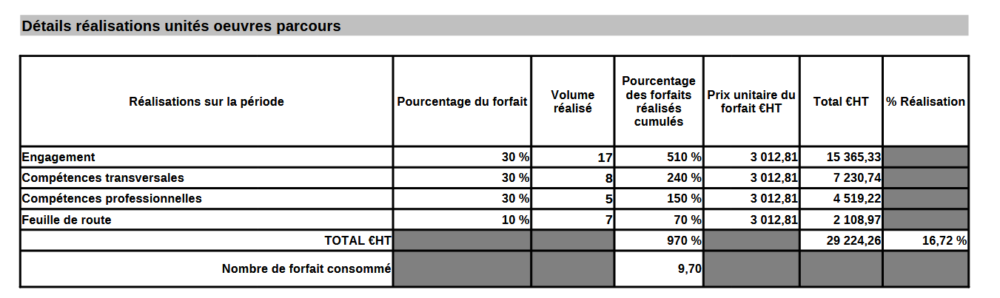 Détails réalisations unités oeuvres parcours
Réalisations sur la période Pourcentage du forfait Volume réalisé Pourcentage des forfaits réalisés cumulés Prix unitaire du forfait €HT Total €HT % Réalisation
Engagement 30 % 17 510 % 3 012,81 15 365,33
Compétences transversales 30 % 8 240 % 3 012,81 7 230,74
Compétences professionnelles 30 % 5 150 % 3 012,81 4 519,22
Feuille de route 10 % 7 70 % 3 012,81 2 108,97
TOTAL €HT 970 % 29 224,26 16,72 %
Nombre de forfait consommé 9,70